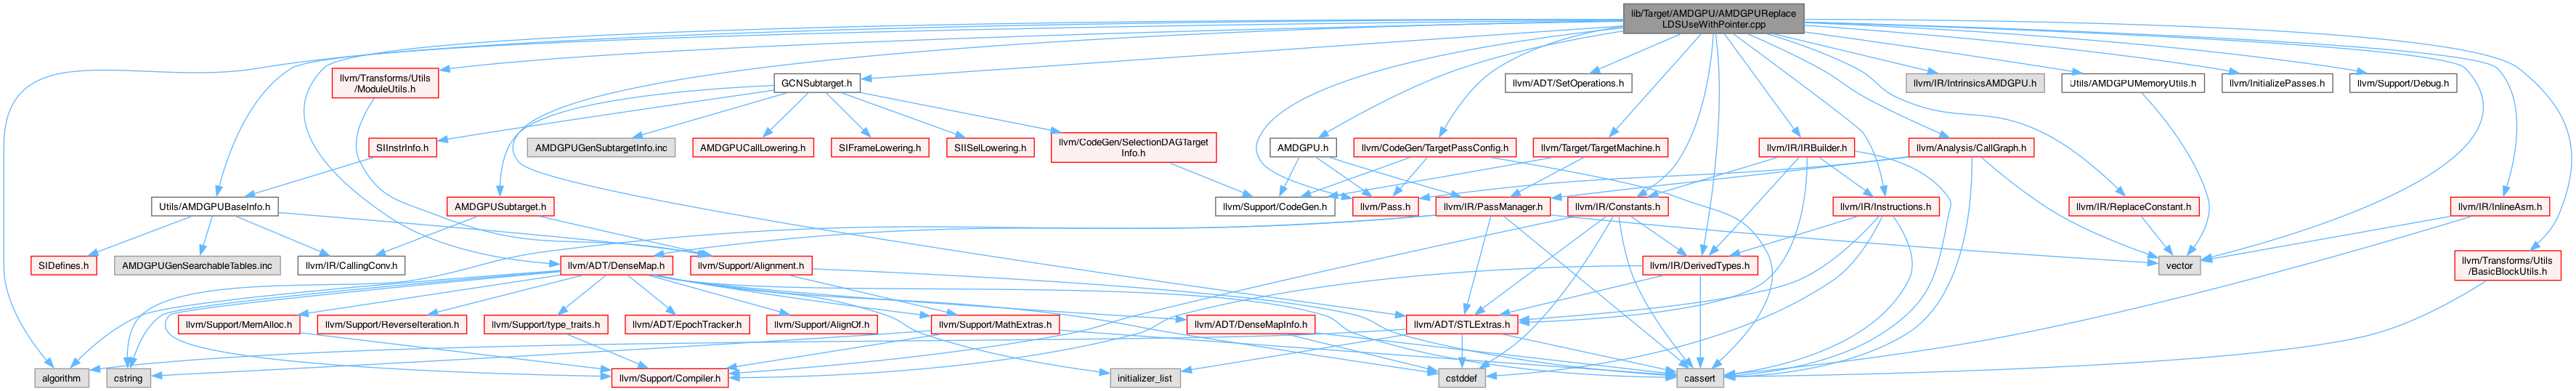 lib/Target/AMDGPU/AMDGPUReplace
LDSUseWithPointer.cpp
llvm/Transforms/Utils
/ModuleUtils.h
GCNSubtarget.h
llvm/ADT/SetOperations.h
llvm/IR/IntrinsicsAMDGPU.h
Utils/AMDGPUMemoryUtils.h
llvm/InitializePasses.h
llvm/Support/Debug.h
SIInstrInfo.h
AMDGPUGenSubtargetInfo.inc
AMDGPUCallLowering.h
SIFrameLowering.h
SIISelLowering.h
llvm/CodeGen/SelectionDAGTarget
Info.h
AMDGPU.h
llvm/CodeGen/TargetPassConfig.h
llvm/Target/TargetMachine.h
llvm/IR/IRBuilder.h
llvm/Analysis/CallGraph.h
Utils/AMDGPUBaseInfo.h
AMDGPUSubtarget.h
llvm/Support/CodeGen.h
llvm/Pass.h
llvm/IR/PassManager.h
llvm/IR/Constants.h
llvm/IR/Instructions.h
llvm/IR/ReplaceConstant.h
llvm/IR/InlineAsm.h
SIDefines.h
AMDGPUGenSearchableTables.inc
llvm/IR/CallingConv.h
llvm/ADT/DenseMap.h
llvm/Support/Alignment.h
llvm/IR/DerivedTypes.h
vector
llvm/Transforms/Utils
/BasicBlockUtils.h
llvm/Support/MemAlloc.h
llvm/Support/ReverseIteration.h
llvm/Support/type_traits.h
llvm/ADT/EpochTracker.h
llvm/Support/AlignOf.h
llvm/Support/MathExtras.h
llvm/ADT/DenseMapInfo.h
llvm/ADT/STLExtras.h
algorithm
cstring
llvm/Support/Compiler.h
initializer_list
cstddef
cassert